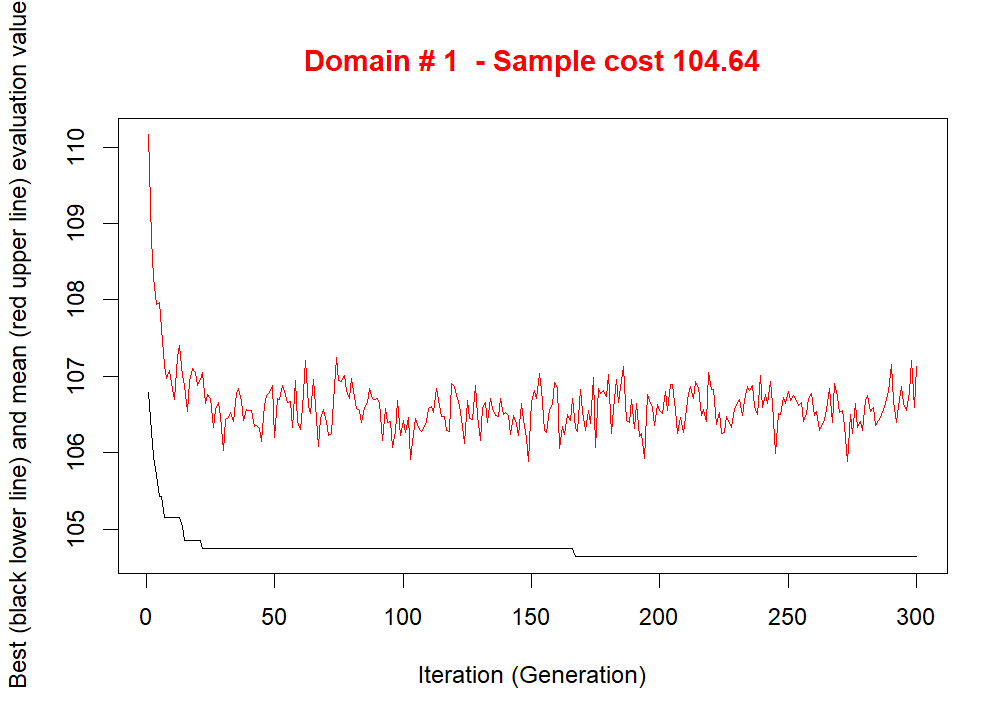 Domain # 1  - Sample cost 104.64
Best (black lower line) and mean (red upper line) evaluation value
110
109
108
107
106
105
0 50 100 150 200 250 300
Iteration (Generation)